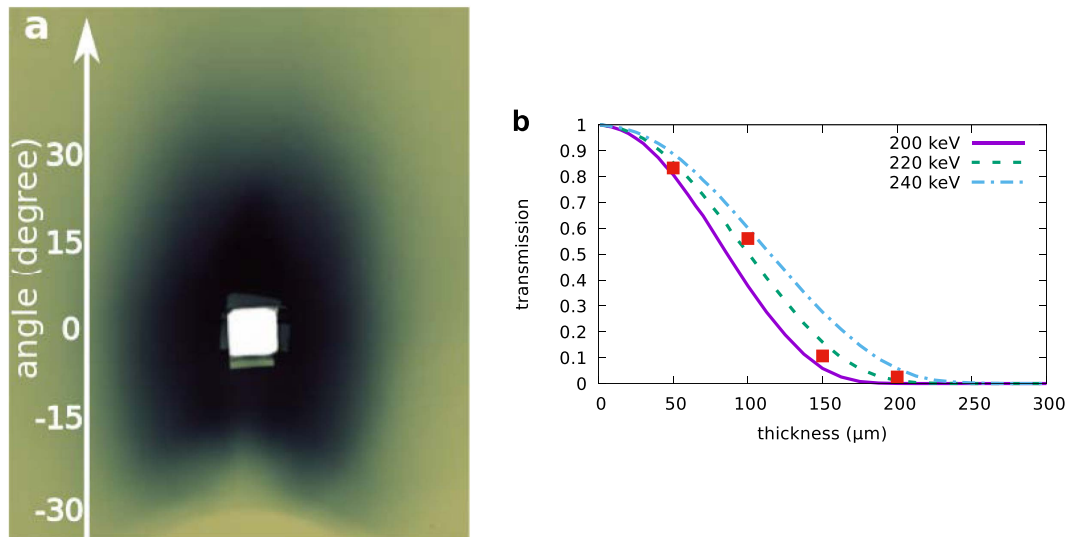 a
angle (degree)
30
15
0
-15
-30
b
transmission
1
0.9
0.8
0.7
0.6
0.5
0.4
0.3
0.2
0.1
0
200 keV
220 keV
240 keV
0 50 100 150 200 250 300
thickness (μm)